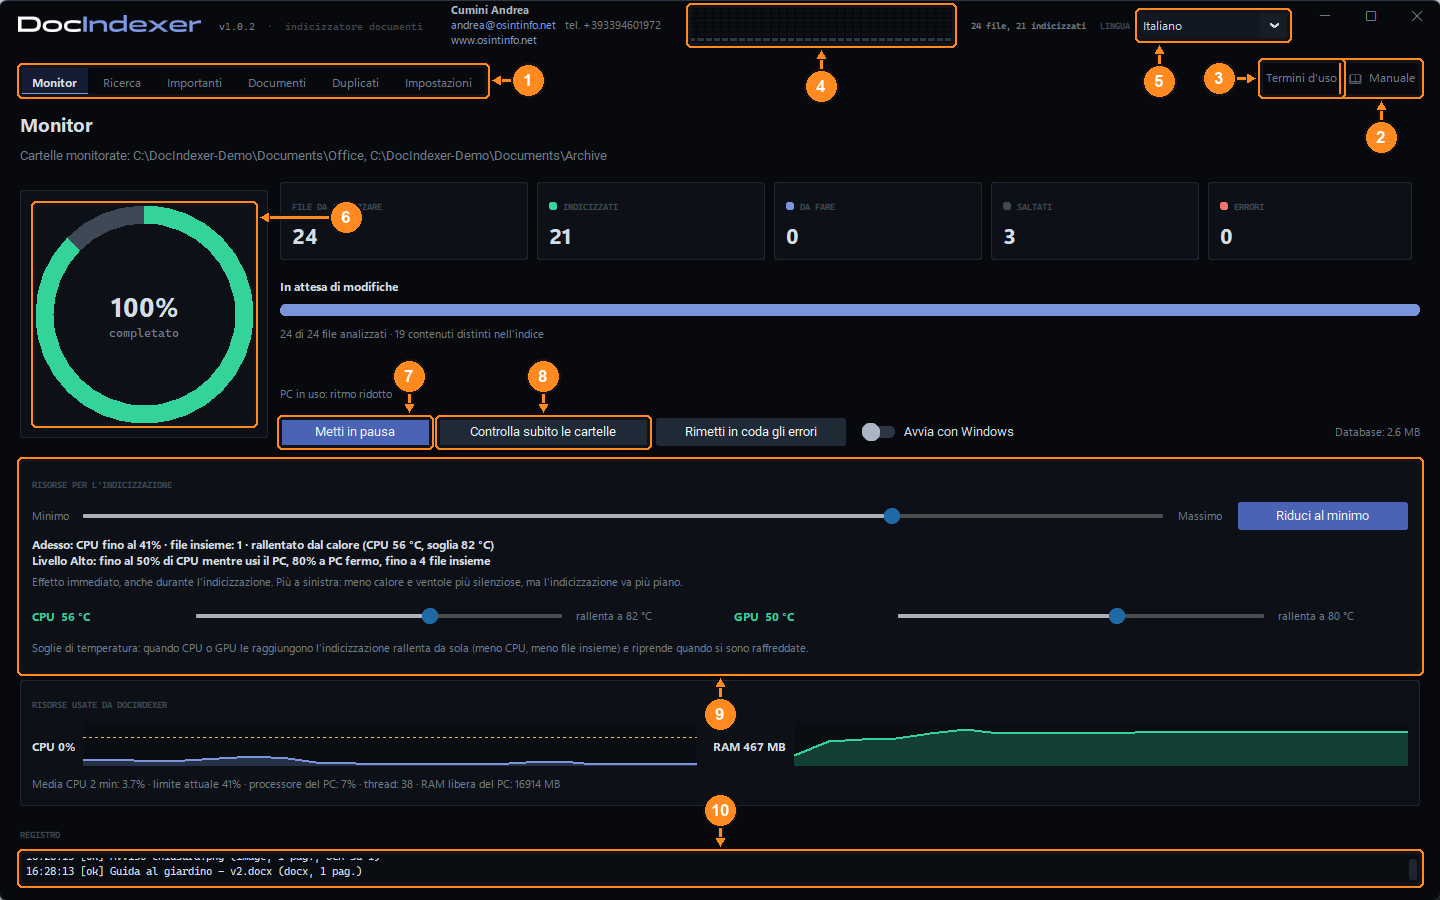 DocIndexer v1.0.2 · indicizzatore documenti
Cumini Andrea
andrea@osintinfo.net tel. +393394601972
www.osintinfo.net
24 file, 21 indicizzati
LINGUA Italiano
4
5
Monitor Ricerca Importanti Documenti Duplicati Impostazioni
1
3
Termini d'uso
Manuale
2
Monitor
Cartelle monitorate: C:\DocIndexer-Demo\Documents\Office, C:\DocIndexer-Demo\Documents\Archive
100%
completato
6
FILE DA
ZARE
24
INDICIZZATI
21
DA FARE
0
SALTATI
3
ERRORI
0
In attesa di modifiche
24 di 24 file analizzati · 19 contenuti distinti nell'indice
7
8
PC in uso: ritmo ridotto
Metti in pausa
Controlla subito le cartelle
Rimetti in coda gli errori
Avvia con Windows
Database: 2.6 MB
RISORSE PER L'INDICIZZAZIONE
Minimo
Massimo
Riduci al minimo
Adesso: CPU fino al 41% · file insieme: 1 · rallentato dal calore (CPU 56 °C, soglia 82 °C)
Livello Alto: fino al 50% di CPU mentre usi il PC, 80% a PC fermo, fino a 4 file insieme
Effetto immediato, anche durante l'indicizzazione. Più a sinistra: meno calore e ventole più silenziose, ma l'indicizzazione va più piano.
CPU 56 °C
rallenta a 82 °C
GPU 50 °C
rallenta a 80 °C
Soglie di temperatura: quando CPU o GPU le raggiungono l'indicizzazione rallenta da sola (meno CPU, meno file insieme) e riprende quando si sono raffreddate.
9
RISORSE USATE DA DOCINDEXER
CPU 0%
RAM 467 MB
Media CPU 2 min: 3.7% · limite attuale 41% · processore del PC: 7% · thread: 38 · RAM libera del PC: 16914 MB
10
REGISTRO
16:28:13 [ok] Guida al giardino – v2.docx (docx, 1 pag.)